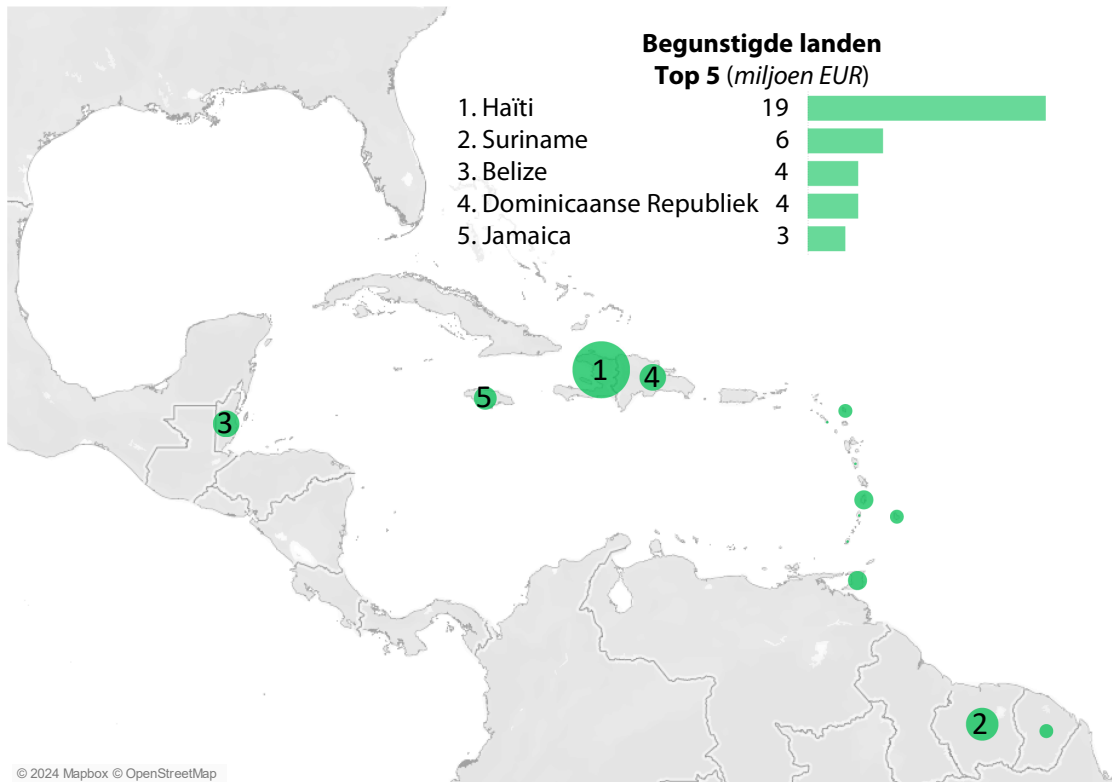 Begunstigde landen
Top 5 (miljoen EUR)
1. Haïti 19
2. Suriname 6
3. Belize 4
4. Dominicaanse Republiek 4
5. Jamaica 3
1
4
5
3
2
© 2024 Mapbox © OpenStreetMap